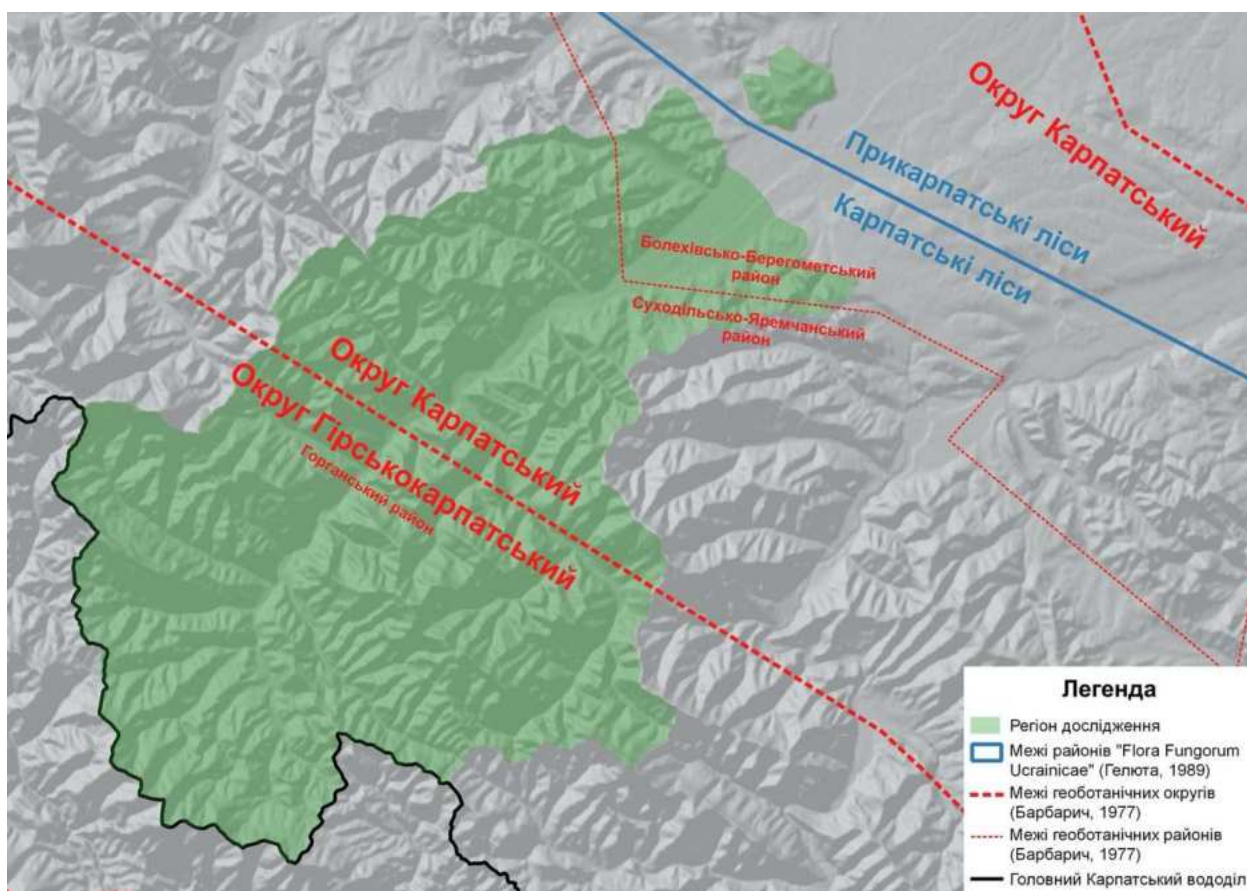 Округ Карпатський
Прикарпатські ліси
Карпатські ліси
Болехівсько-Берегометський
район
Суходільсько-Яремчанський
район
Округ Карпатський
Округ Гірськокарпатський
Горганський район
Легенда
Регіон дослідження
Межі районів "Flora Fungorum
Ucrainicae" (Гелюта, 1989)
Межі геоботанічних округів
(Барбарич, 1977)
Межі геоботанічних районів
(Барбарич, 1977)
Головний Карпатський вододіл